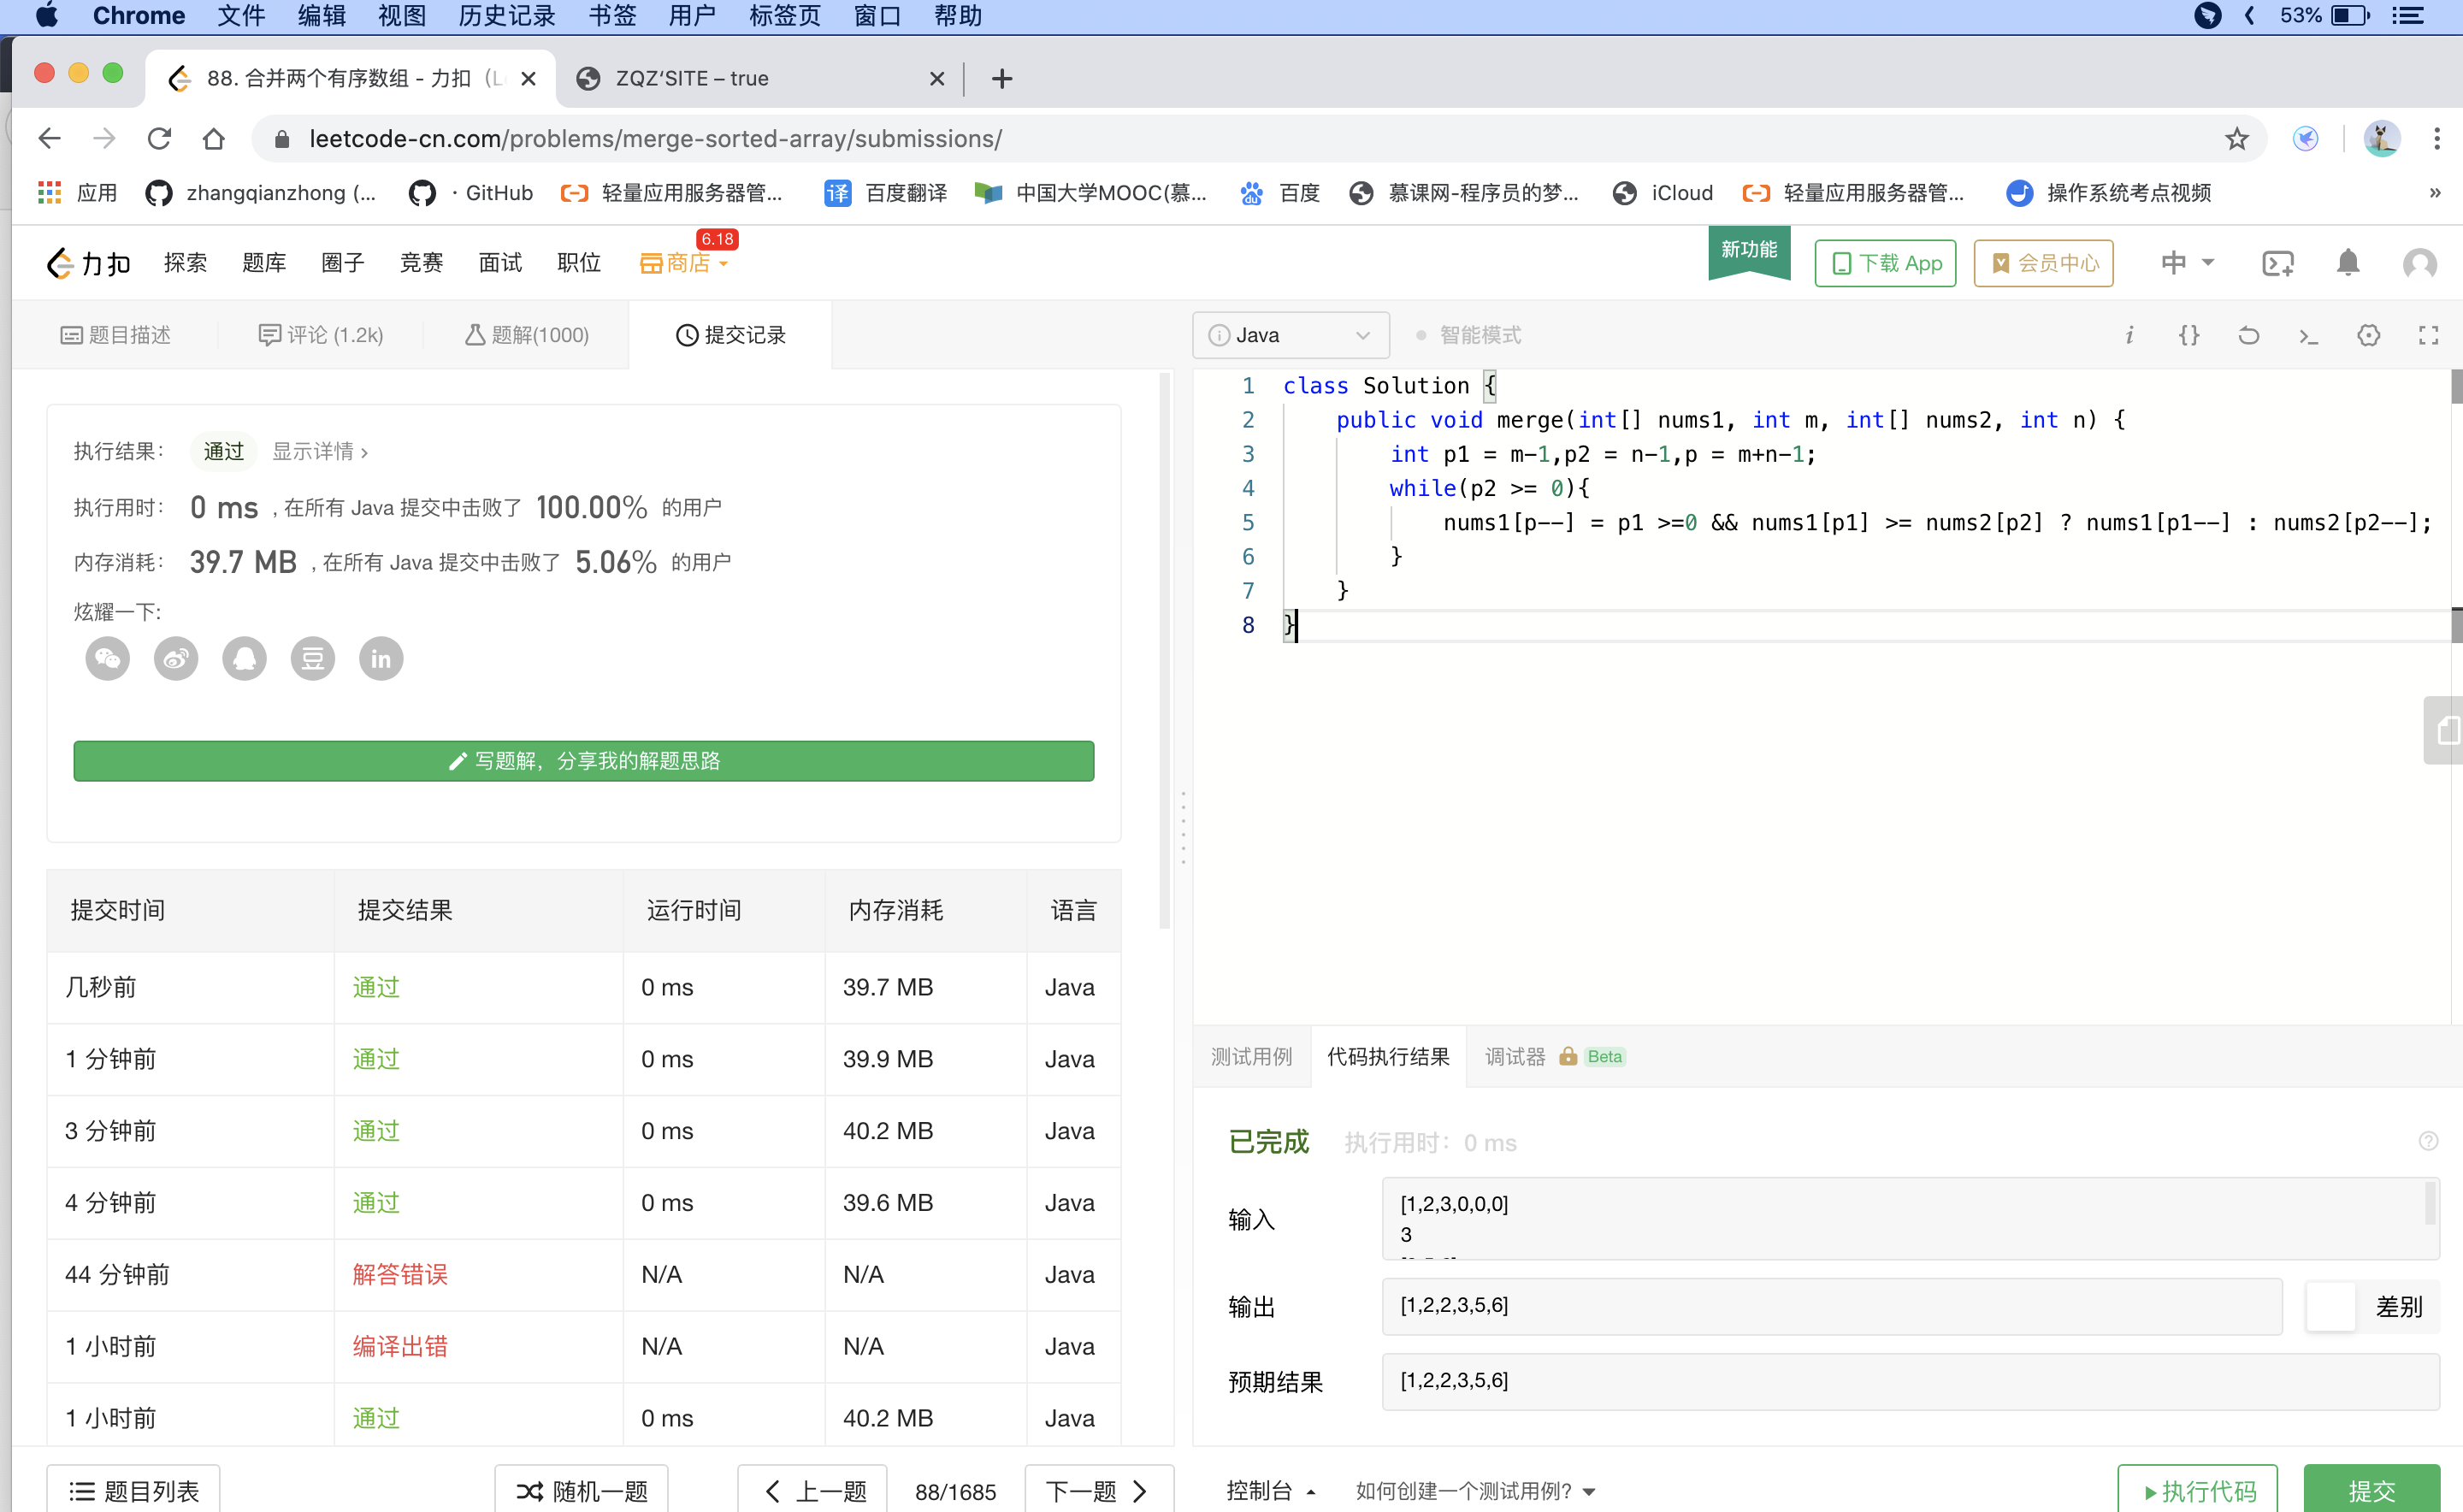 Chrome 文件 编辑 视图 历史记录 书签 用户 标签页 窗口 帮助 53%
88. 合并两个有序数组 - 力扣 ZQZ‘SITE – true
leetcode-cn.com/problems/merge-sorted-array/submissions/
应用 zhangqianzhong (... · GitHub 轻量应用服务器管... 译 百度翻译 中国大学MOOC(慕... du 百度 慕课网-程序员的梦... iCloud 轻量应用服务器管... 操作系统考点视频 »
力扣 探索 题库 圈子 竞赛 面试 职位 商店 6.18 新功能 下载 App 会员中心 中
题目描述 评论 (1.2k) 题解(1000) 提交记录
执行结果： 通过 显示详情 ›
执行用时： 0 ms , 在所有 Java 提交中击败了 100.00% 的用户
内存消耗： 39.7 MB , 在所有 Java 提交中击败了 5.06% 的用户
炫耀一下:
豆 in
写题解，分享我的解题思路
提交时间 提交结果 运行时间 内存消耗 语言
几秒前 通过 0 ms 39.7 MB Java
1 分钟前 通过 0 ms 39.9 MB Java
3 分钟前 通过 0 ms 40.2 MB Java
4 分钟前 通过 0 ms 39.6 MB Java
44 分钟前 解答错误 N/A N/A Java
1 小时前 编译出错 N/A N/A Java
1 小时前 通过 0 ms 40.2 MB Java
题目列表 随机一题 上一题 88/1685 下一题
Java 智能模式
1 class Solution {
2 public void merge(int[] nums1, int m, int[] nums2, int n) {
3 int p1 = m-1,p2 = n-1,p = m+n-1;
4 while(p2 >= 0){
5 nums1[p--] = p1 >=0 && nums1[p1] >= nums2[p2] ? nums1[p1--] : nums2[p2--];
6 }
7 }
8 }
测试用例 代码执行结果 调试器 Beta
已完成 执行用时：0 ms
输入 [1,2,3,0,0,0]
3
输出 [1,2,2,3,5,6] 差别
预期结果 [1,2,2,3,5,6]
控制台 如何创建一个测试用例? 执行代码 提交